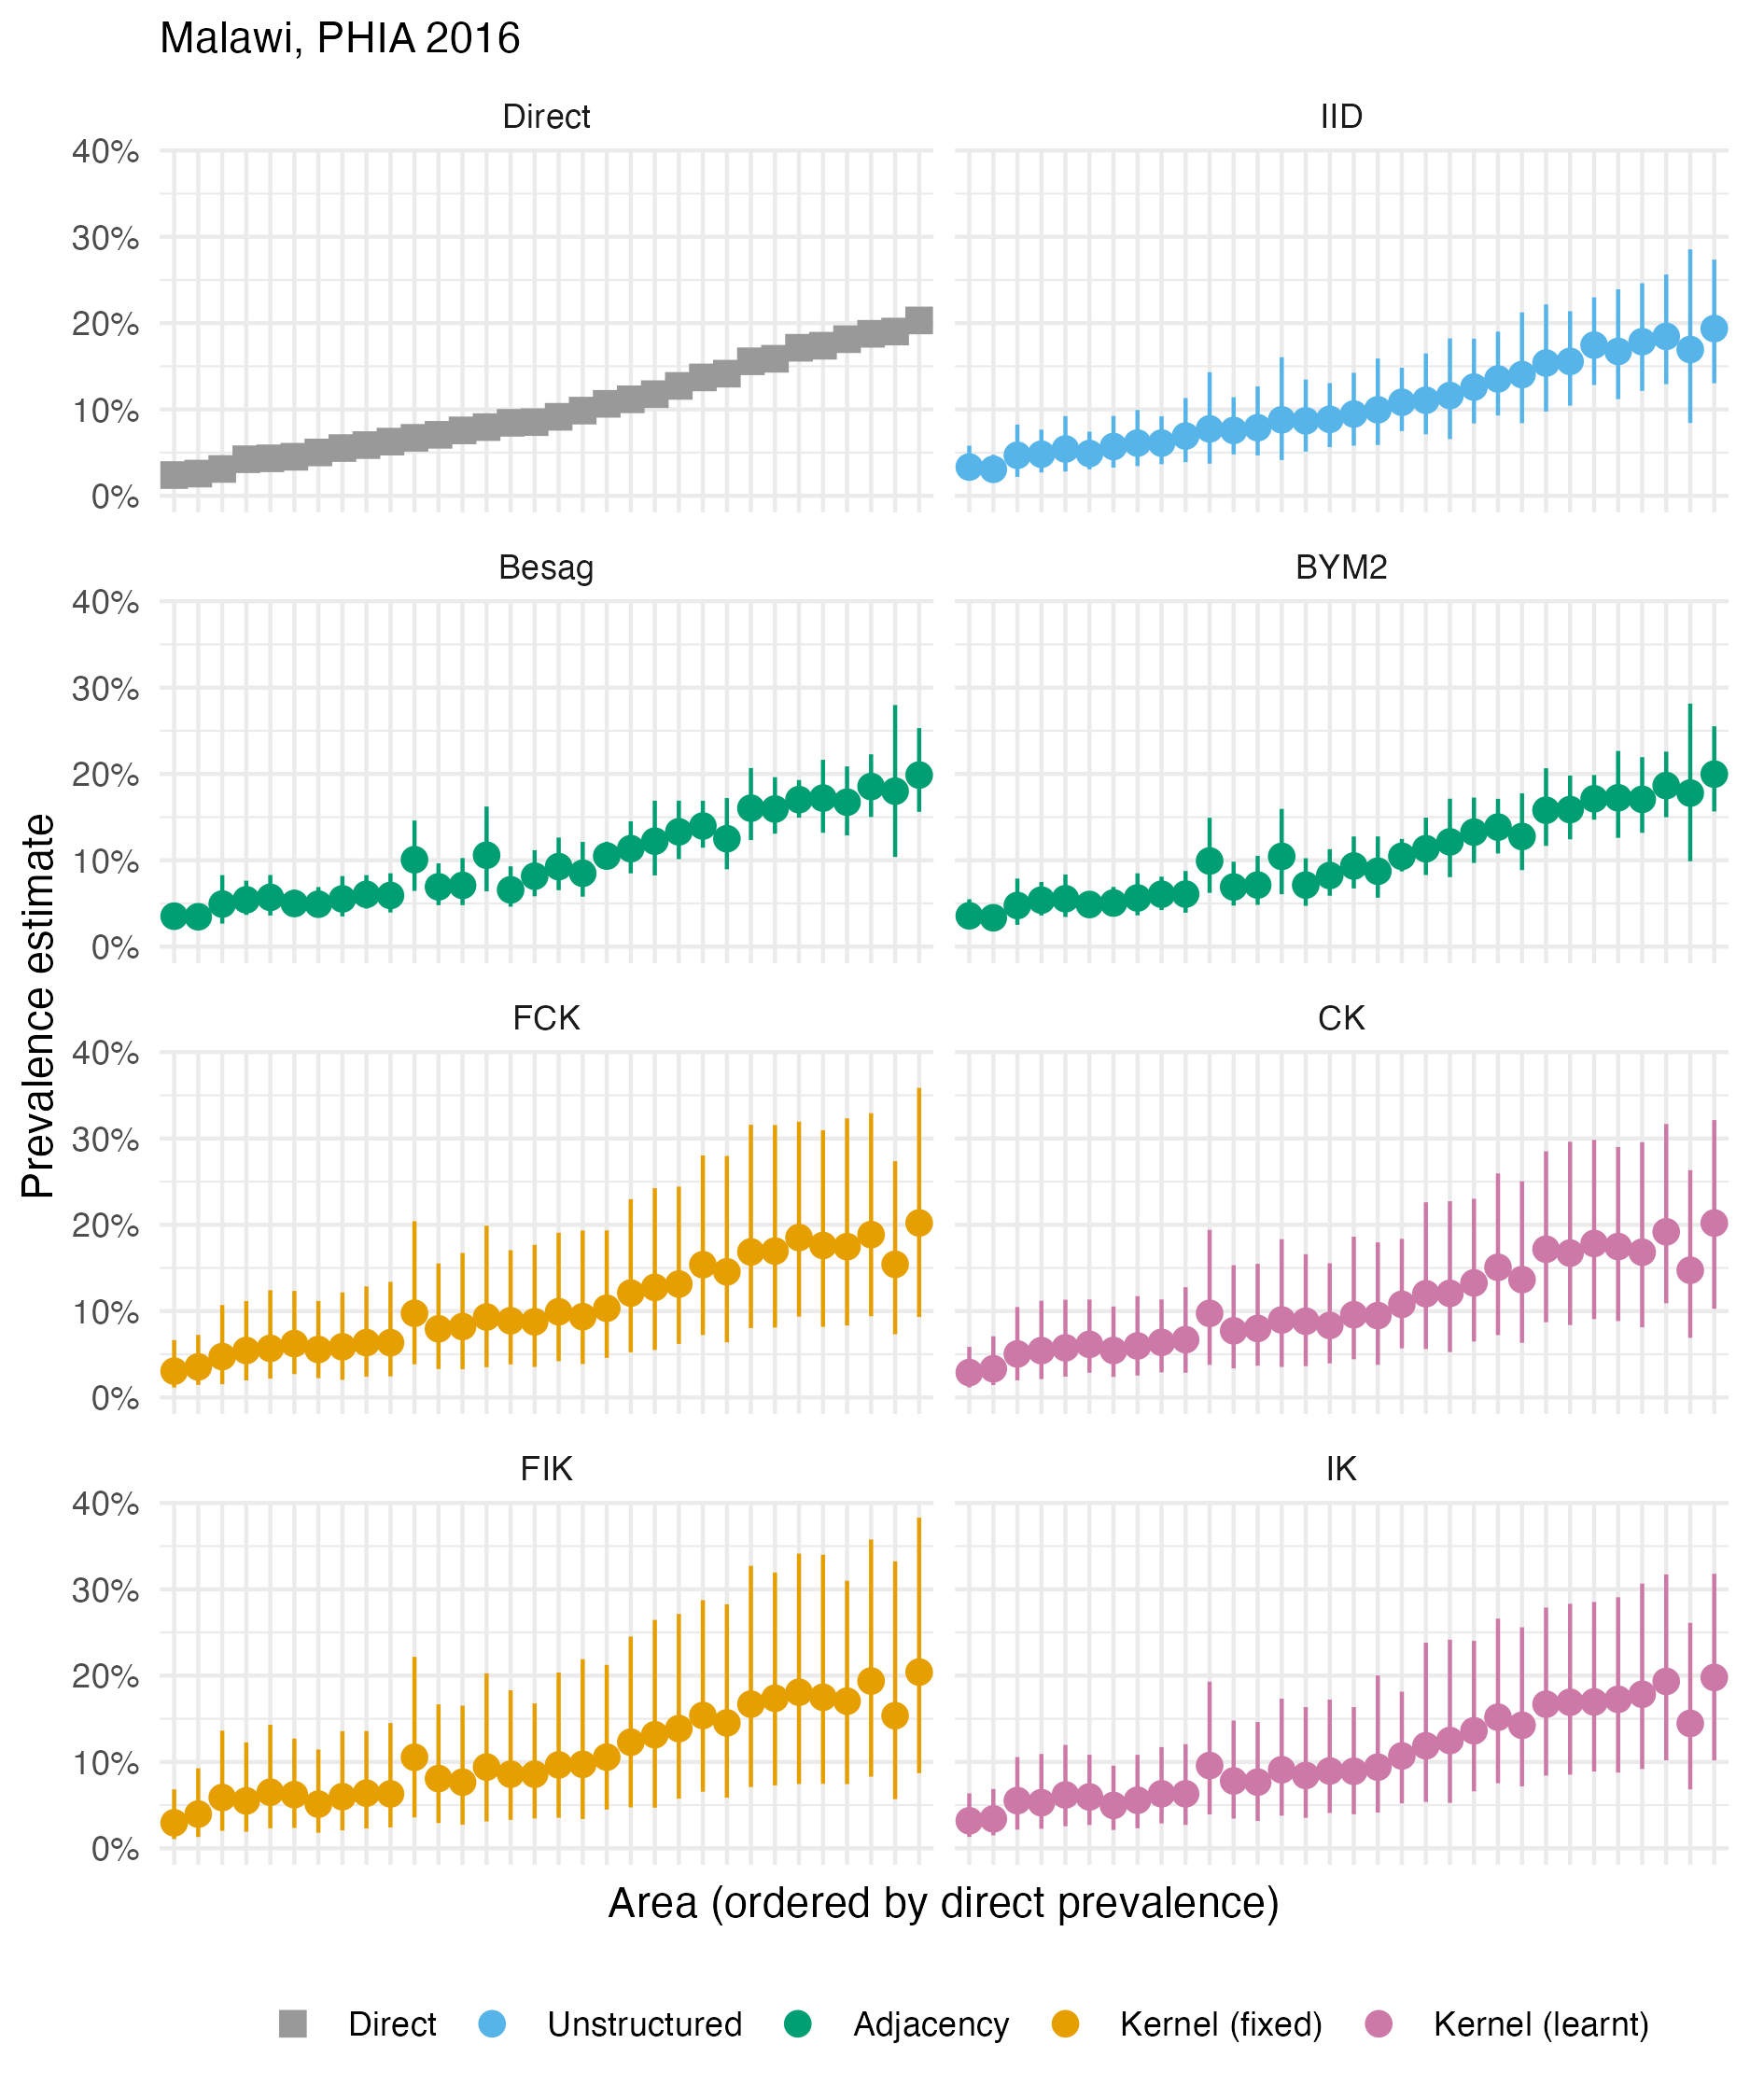 Malawi, PHIA 2016
Direct
IID
40%
30%
20%
10%
0%
Besag
BYM2
40%
30%
20%
10%
0%
Prevalence estimate
FCK
CK
40%
30%
20%
10%
0%
FIK
IK
40%
30%
20%
10%
0%
Area (ordered by direct prevalence)
Direct Unstructured Adjacency Kernel (fixed) Kernel (learnt)